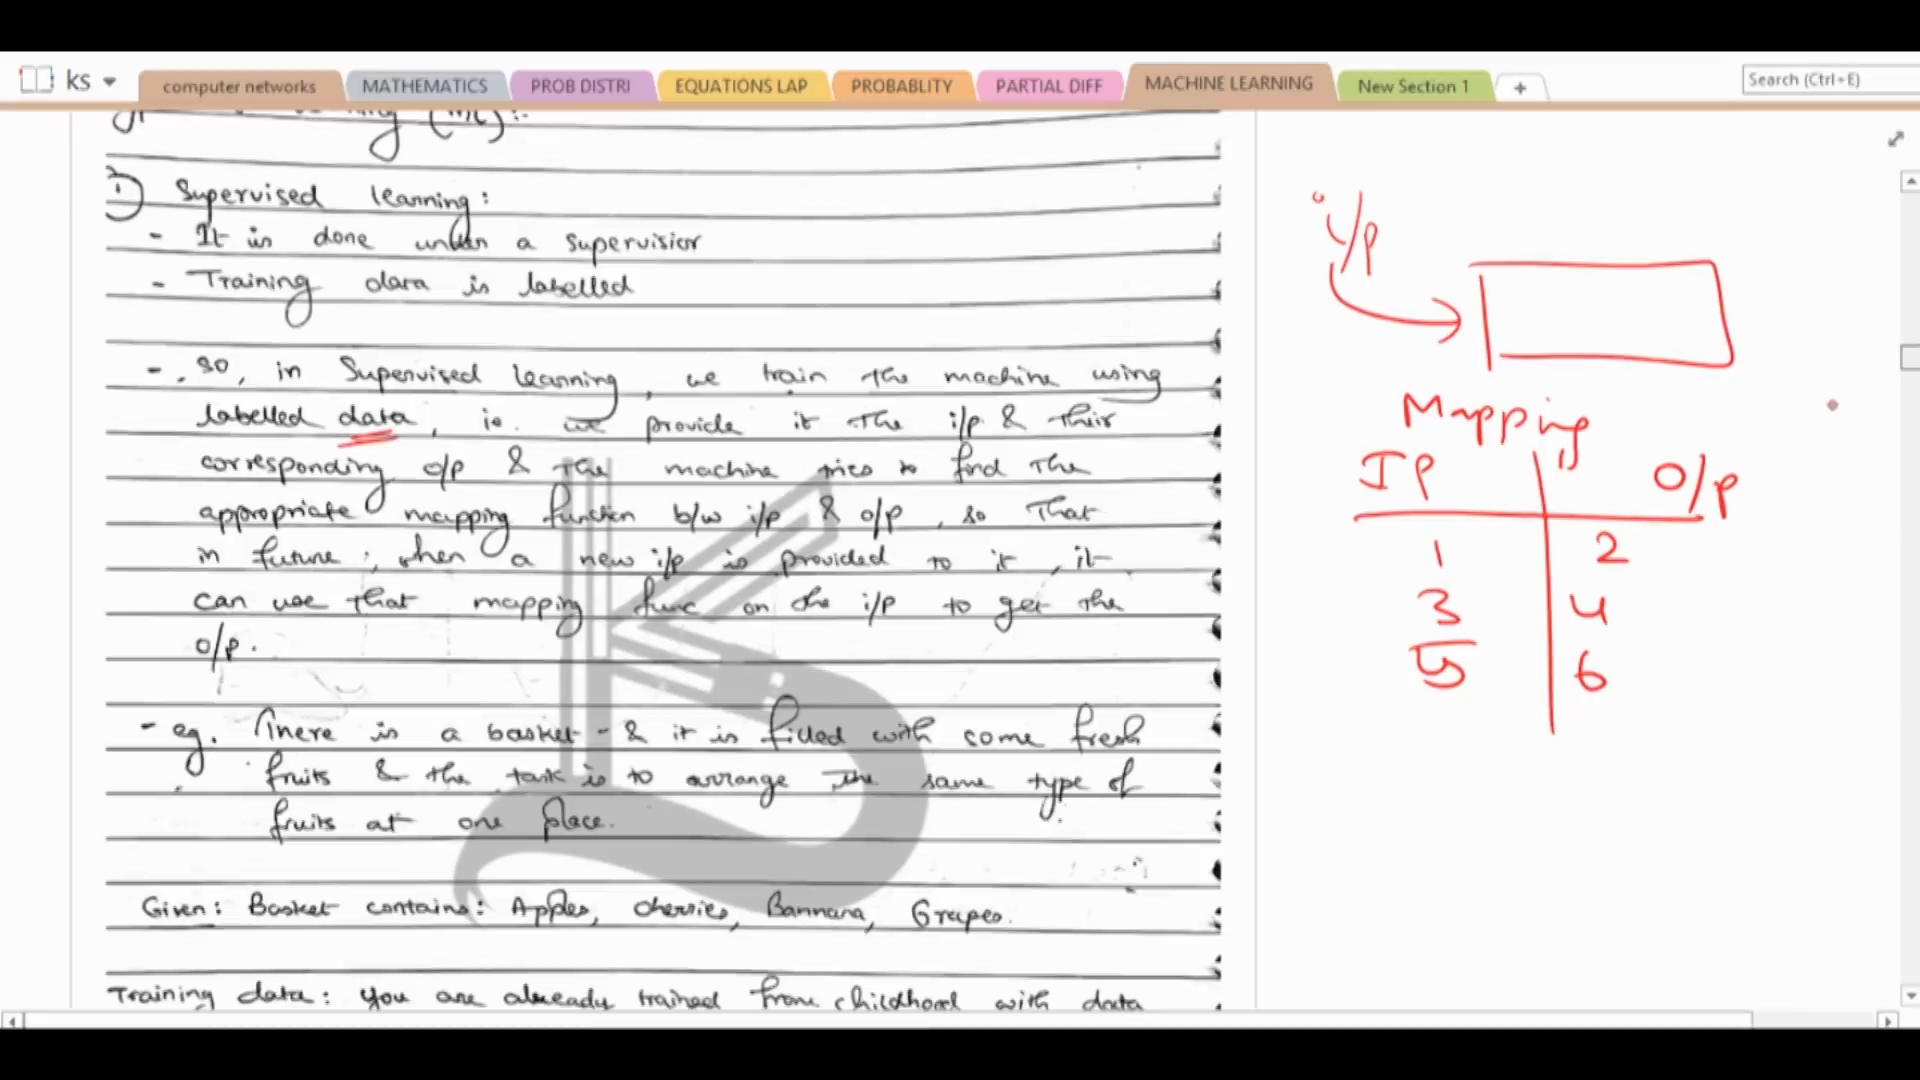 ks
computer networks
MATHEMATICS
PROB DISTRI
EQUATIONS LAP
PROBABLITY
PARTIAL DIFF
MACHINE LEARNING
New Section 1
+
Search (Ctrl+E)
1) Supervised learning:
- It is done under a supervisior
- Training data is labelled
- . so, in Supervised learning, we train the machine using
labelled data, ie. we provide it the i/p & their
corresponding o/p & the machine tries to find the
appropriate mapping function b/w i/p & o/p, so that
in future, when a new i/p is provided to it, it
can use that mapping func on the i/p to get the
o/p.
- eg. There is a basket & it is filled with some fresh
fruits & the task is to arrange the same type of
fruits at one place.
Given: Basket contains: Apples, cherries, Bannana, Grapes.
Training data: You are already trained from childhood with data
i/p
Mapping
IP O/p
1 2
3 4
5 6